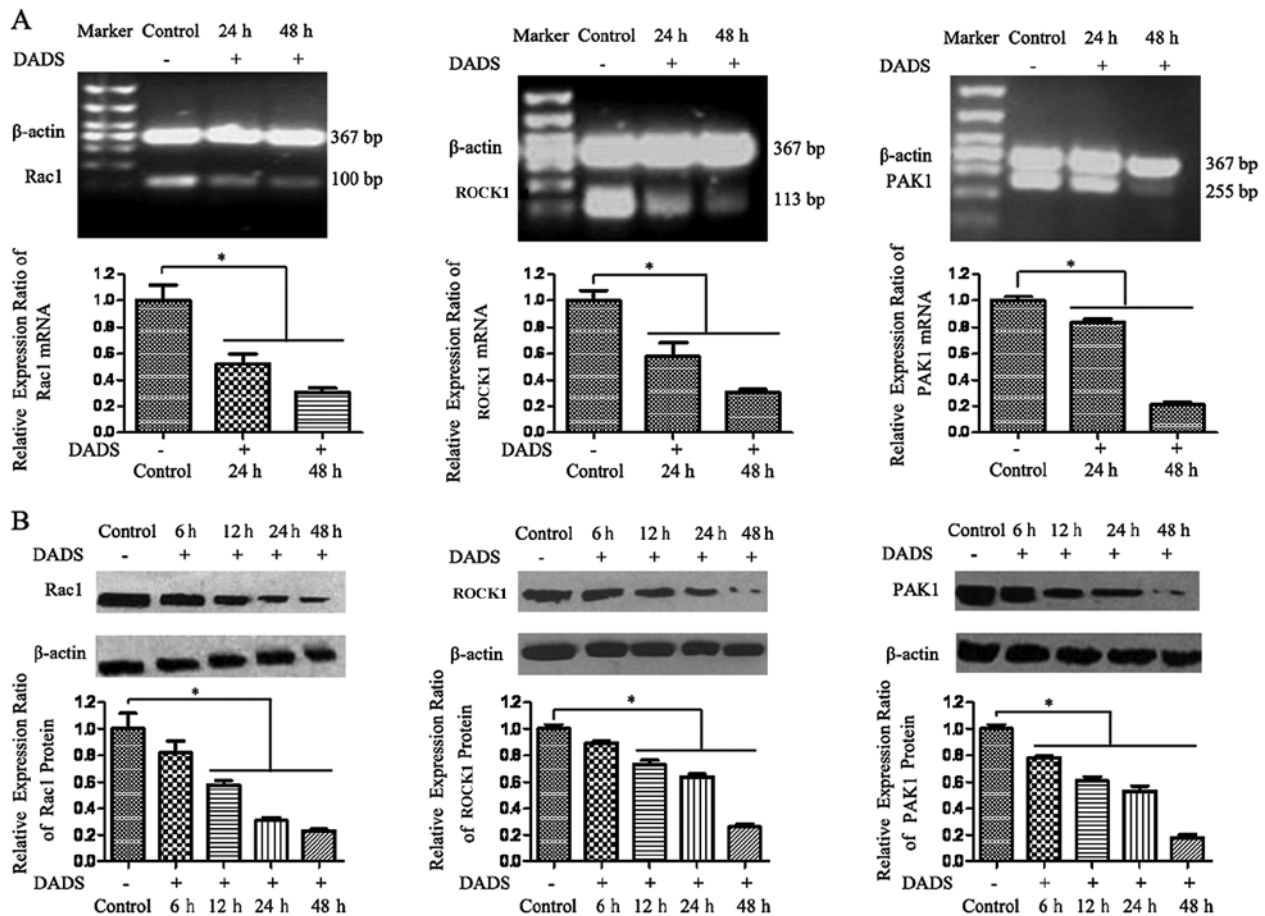 A
Marker Control 24 h 48 h
DADS - + +
β-actin 367 bp
Rac1 100 bp
Relative Expression Ratio of
Rac1 mRNA
1.2
1.0
0.8
0.6
0.4
0.2
0.0
*
DADS - + +
Control 24 h 48 h
Marker Control 24 h 48 h
DADS - + +
β-actin 367 bp
ROCK1 113 bp
Relative Expression Ratio of
ROCK1 mRNA
1.2
1.0
0.8
0.6
0.4
0.2
0.0
*
DADS - + +
Control 24 h 48 h
Marker Control 24 h 48 h
DADS - + +
β-actin 367 bp
PAK1 255 bp
Relative Expression Ratio of
PAK1 mRNA
1.2
1.0
0.8
0.6
0.4
0.2
0.0
*
DADS - + +
Control 24 h 48 h
B
Control 6 h 12 h 24 h 48 h
DADS - + + + +
Rac1
β-actin
Relative Expression Ratio
of Rac1 Protein
1.2
1.0
0.8
0.6
0.4
0.2
0.0
*
DADS - + + + +
Control 6 h 12 h 24 h 48 h
Control 6 h 12 h 24 h 48 h
DADS - + + + +
ROCK1
β-actin
Relative Expression Ratio
of ROCK1 Protein
1.2
1.0
0.8
0.6
0.4
0.2
0.0
*
DADS - + + + +
Control 6 h 12 h 24 h 48 h
Control 6 h 12 h 24 h 48 h
DADS - + + + +
PAK1
β-actin
Relative Expression Ratio
of PAK1 Protein
1.2
1.0
0.8
0.6
0.4
0.2
0.0
*
DADS - + + + +
Control 6 h 12 h 24 h 48 h